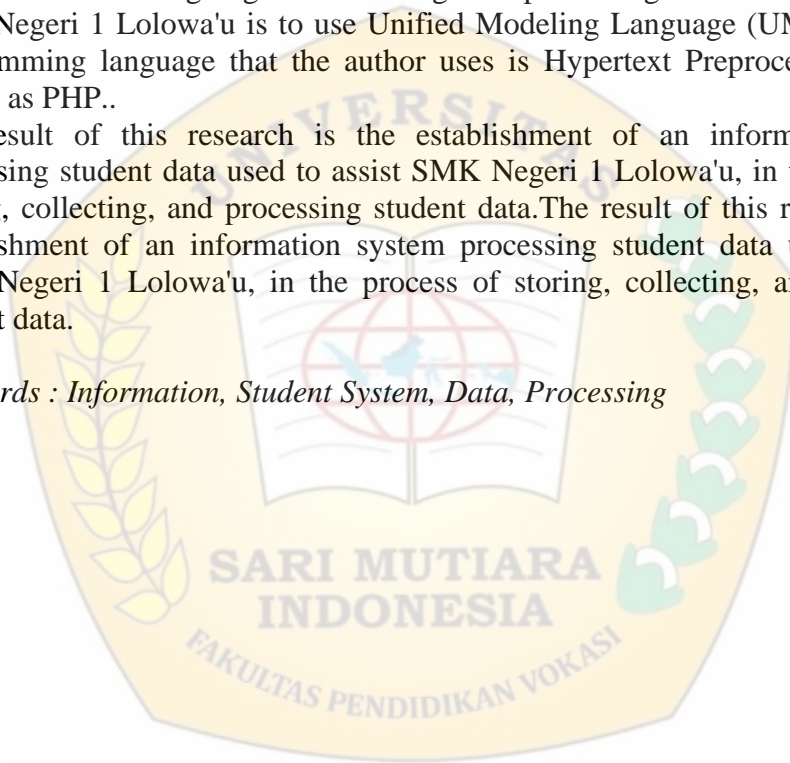 Negeri 1 Lolowa'u is to use Unified Modeling Language (UM
mming language that the author uses is Hypertext Preproce
as PHP..
esult of this research is the establishment of an inform
sing student data used to assist SMK Negeri 1 Lolowa'u, in
, collecting, and processing student data.The result of this r
shment of an information system processing student data
Negeri 1 Lolowa'u, in the process of storing, collecting, a
t data.
rds : Information, Student System, Data, Processing
UNIVERSITAS
SARI MUTIARA
INDONESIA
FAKULTAS PENDIDIKAN VOKASI